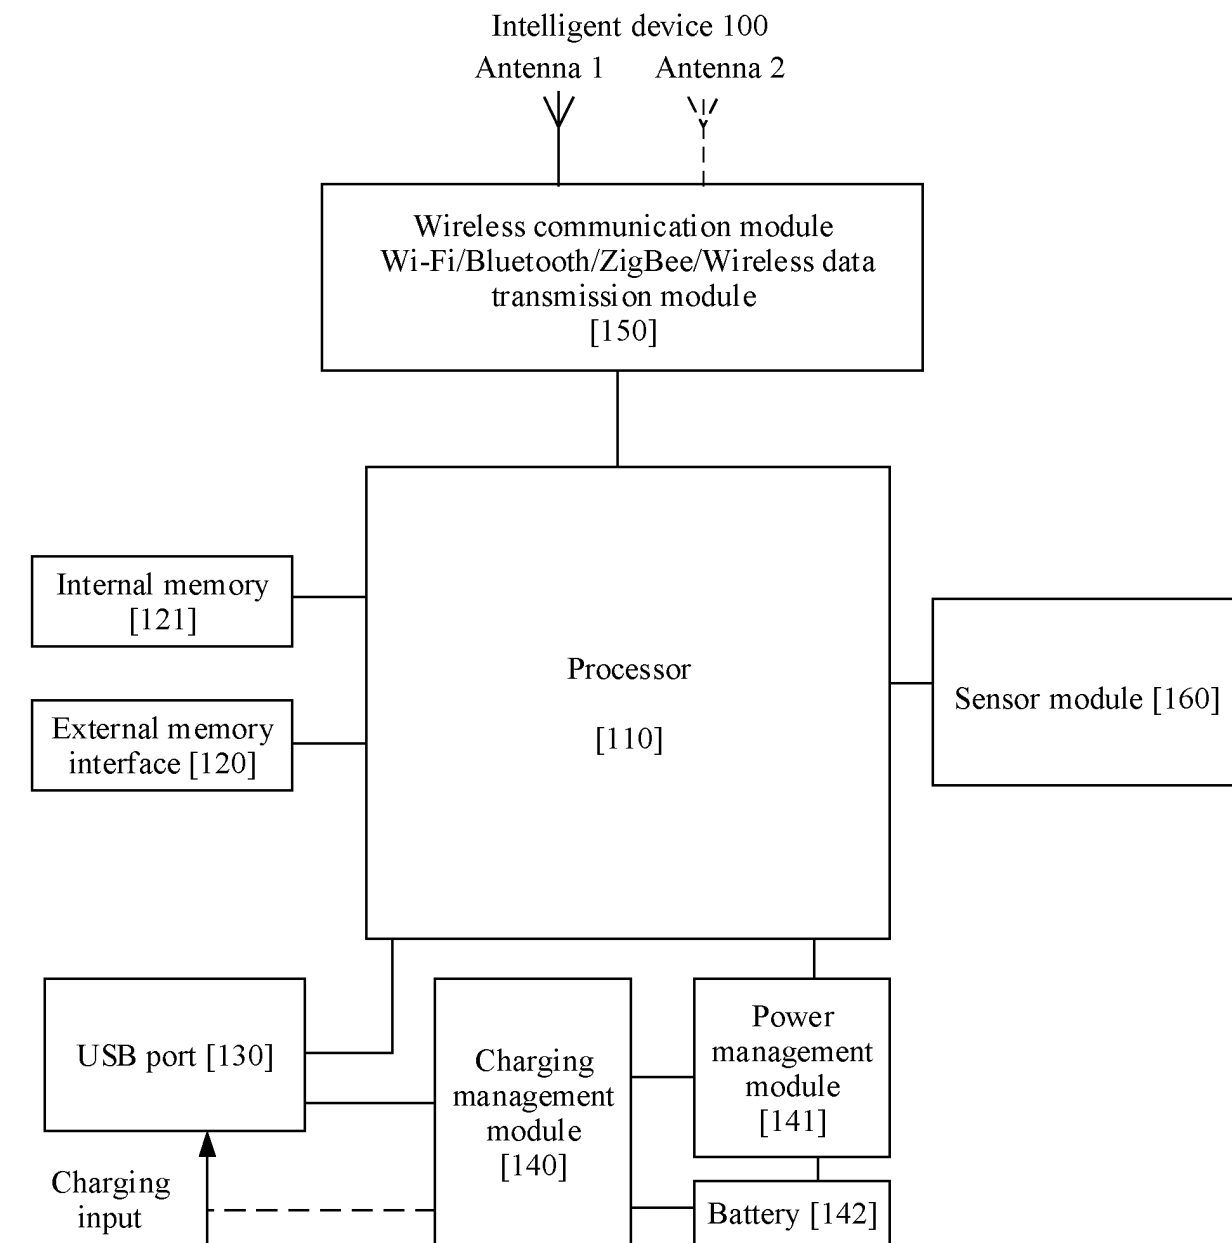 Intelligent device 100
Antenna 1
Antenna 2
Wireless communication module
Wi-Fi/Bluetooth/ZigBee/Wireless data
transmission module
[150]
Internal memory
[121]
External memory
interface [120]
Processor
[110]
Sensor module [160]
USB port [130]
Charging
management
module
[140]
Power
management
module
[141]
Charging
input
Battery [142]